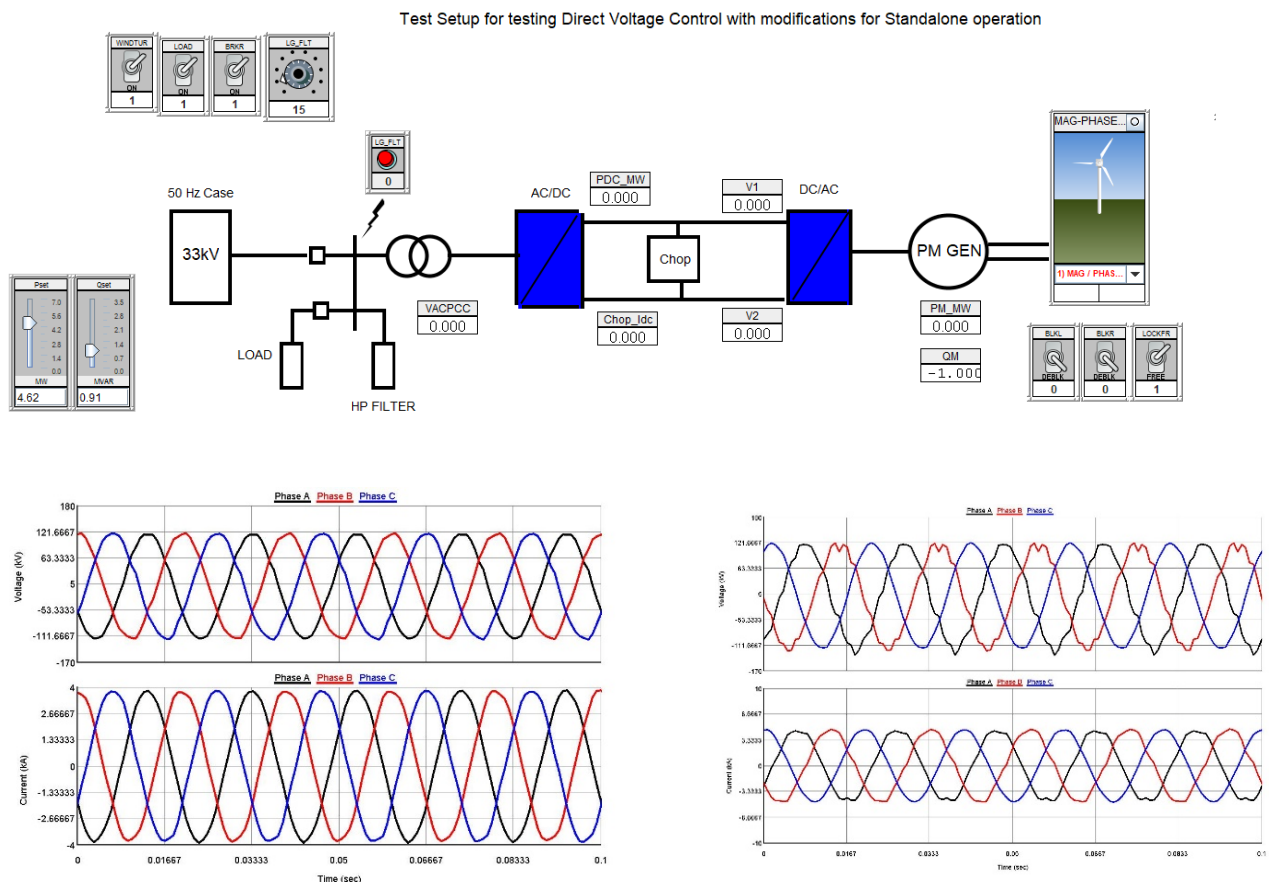 Test Setup for testing Direct Voltage Control with modifications for Standalone operation
WINDTUR
ON
1
LOAD
ON
1
BRKR
ON
1
LG_FLT
15
LG_FLT
0
MAG-PHASE...
1) MAG / PHAS...
:
50 Hz Case
33kV
AC/DC
PDC_MW
0.000
V1
0.000
DC/AC
Chop
PM GEN
Chop_Idc
0.000
V2
0.000
VACPCC
0.000
PM_MW
0.000
QM
-1.000
LOAD
HP FILTER
Pset
7.0
5.6
4.2
2.8
1.4
0.0
MW
4.62
Qset
3.5
2.6
2.1
1.4
0.7
0.0
MVAR
0.91
BLKL
DEBLK
0
BLKR
DEBLK
0
LOCKFR
FREE
1
Phase A Phase B Phase C
Voltage (kV)
180
121.6667
63.3333
5
-53.3333
-111.6667
-170
Phase A Phase B Phase C
Current (kA)
4
2.66667
1.33333
0
-1.33333
-2.66667
-4
0 0.01667 0.03333 0.05 0.06667 0.08333 0.1
Time (sec)
Phase A Phase B Phase C
Voltage (kV)
121.6667
63.3333
-111.6667
-170
Phase A Phase B Phase C
Current (kA)
0
-10
0 0.0167 0.0333 0.05 0.0667 0.0833 0.1
Time (sec)